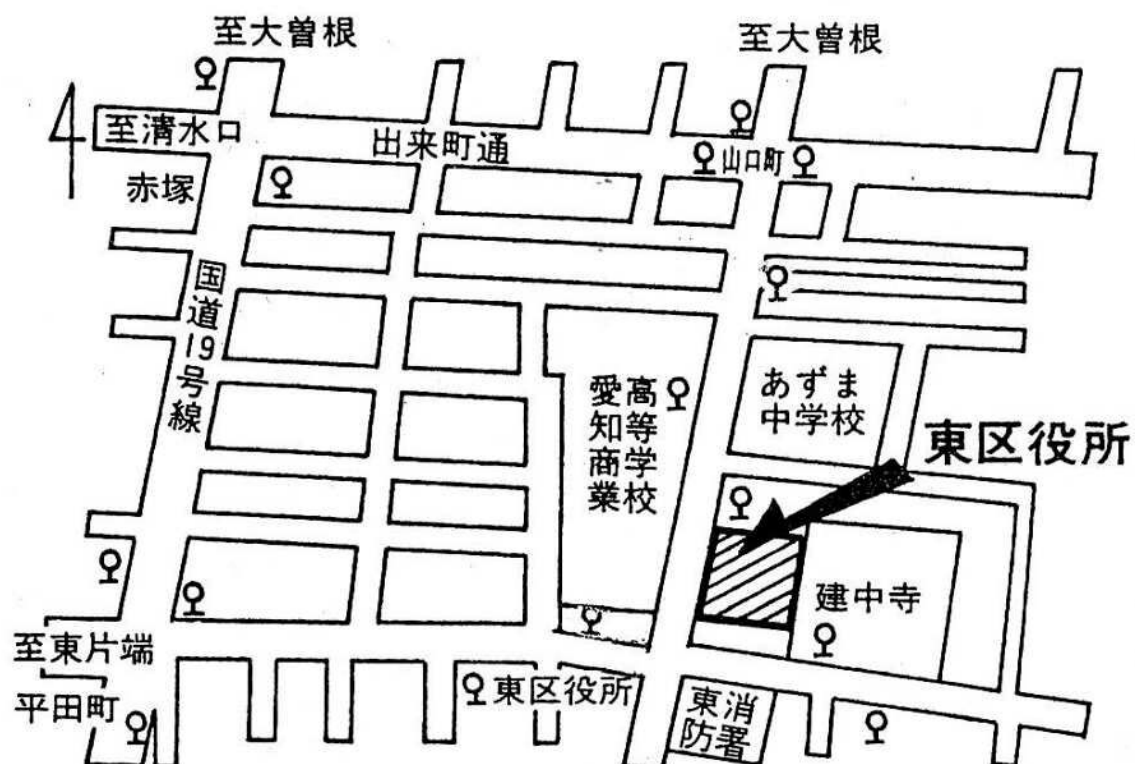 至大曽根
至大曽根
至清水口
出来町通
山口町
赤塚
国道19号線
愛知商業
高等学校
あずま
中学校
東区役所
建中寺
至東片端
平田町
東区役所
東消
防署